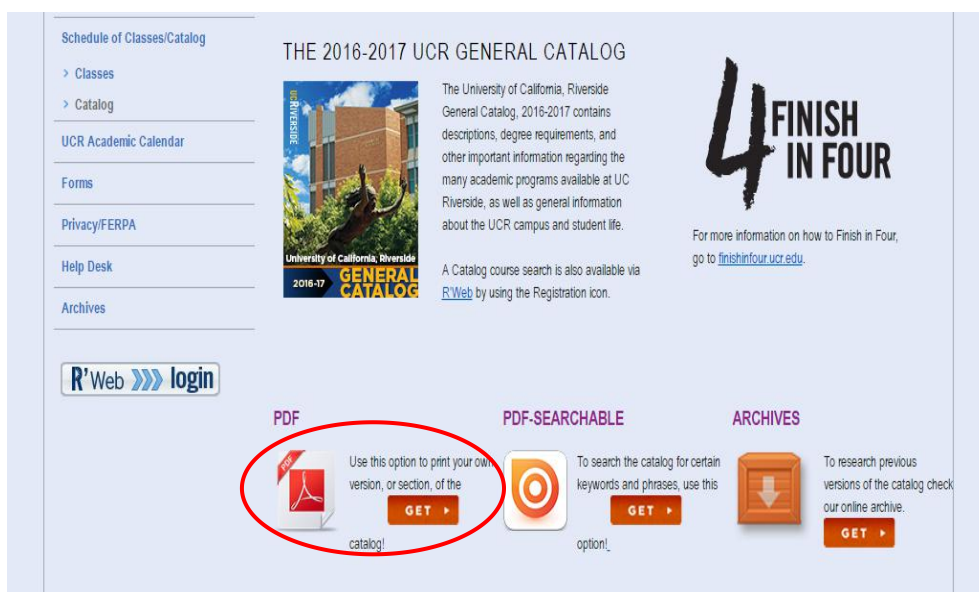 Schedule of Classes/Catalog
> Classes
> Catalog
UCR Academic Calendar
Forms
Privacy/FERPA
Help Desk
Archives
R'Web >>> login
THE 2016-2017 UCR GENERAL CATALOG
UCRIVERSIDE
University of California, Riverside
2016-17 GENERAL
CATALOG
The University of California, Riverside
General Catalog, 2016-2017 contains
descriptions, degree requirements, and
other important information regarding the
many academic programs available at UC
Riverside, as well as general information
about the UCR campus and student life.
A Catalog course search is also available via
R'Web by using the Registration icon.
4 FINISH
IN FOUR
For more information on how to Finish in Four,
go to finishinfour.ucr.edu.
PDF
PDF
Use this option to print your own
version, or section, of the
GET
catalog!
PDF-SEARCHABLE
To search the catalog for certain
keywords and phrases, use this
GET
option!
ARCHIVES
To research previous
versions of the catalog check
our online archive.
GET